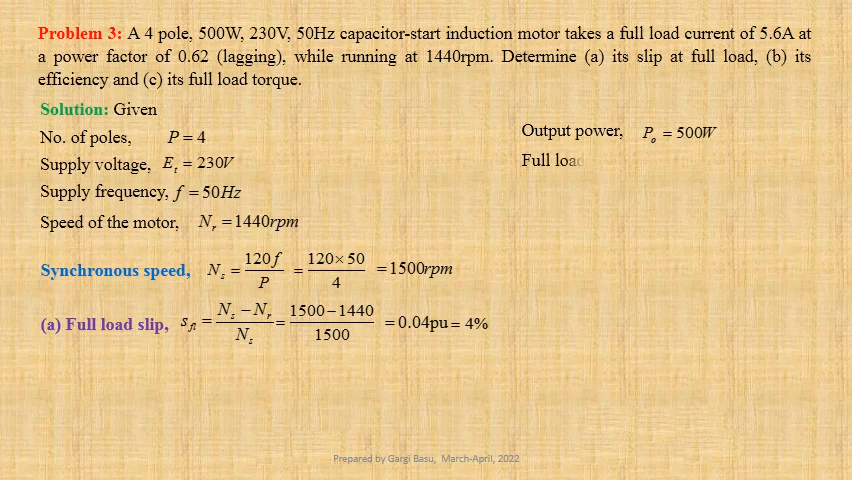 Problem 3: A 4 pole, 500W, 230V, 50Hz capacitor-start induction motor takes a full load current of 5.6A at
a power factor of 0.62 (lagging), while running at 1440rpm. Determine (a) its slip at full load, (b) its
efficiency and (c) its full load torque.
Solution: Given
No. of poles, P = 4
Supply voltage, E_t = 230V
Supply frequency, f = 50Hz
Speed of the motor, N_r = 1440rpm
Synchronous speed, N_s = 120f / P = 120×50 / 4 = 1500rpm
(a) Full load slip, s_fl = (N_s − N_r) / N_s = (1500−1440) / 1500 = 0.04pu = 4%
Output power, P_o = 500W
Full load
Prepared by Gargi Basu, March-April, 2022